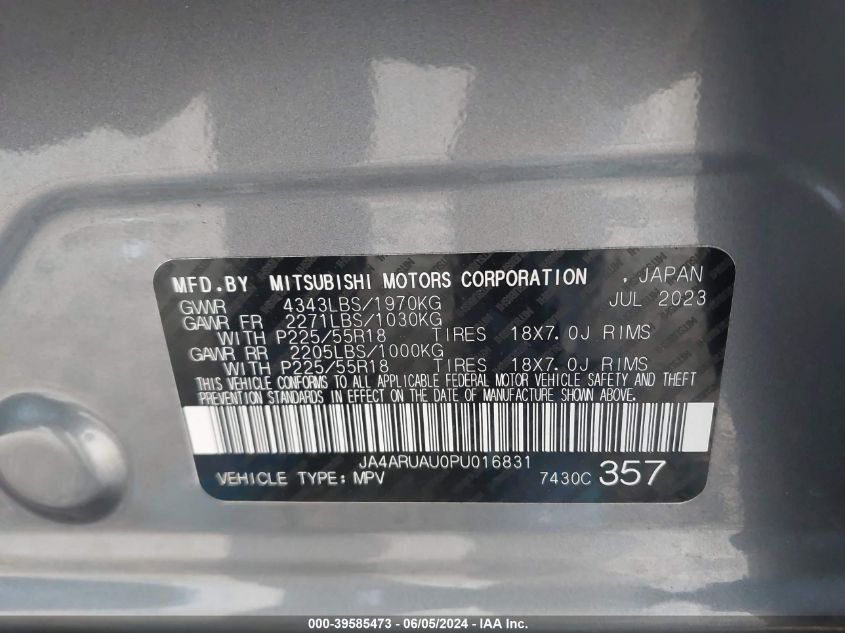 MFD.BY MITSUBISHI MOTORS CORPORATION , JAPAN
GVWR 4343LBS/1970KG JUL 2023
GAWR FR 2271LBS/1030KG
WITH P225/55R18 TIRES 18X7.0J RIMS
GAWR RR 2205LBS/1000KG
WITH P225/55R18 TIRES 18X7.0J RIMS
THIS VEHICLE CONFORMS TO ALL APPLICABLE FEDERAL MOTOR VEHICLE SAFETY AND THEFT
PREVENTION STANDARDS IN EFFECT ON THE DATE OF MANUFACTURE SHOWN ABOVE.
JA4ARUAU0PU016831
VEHICLE TYPE: MPV 7430C 357
000-39585473 - 06/05/2024 - © IAA Inc.